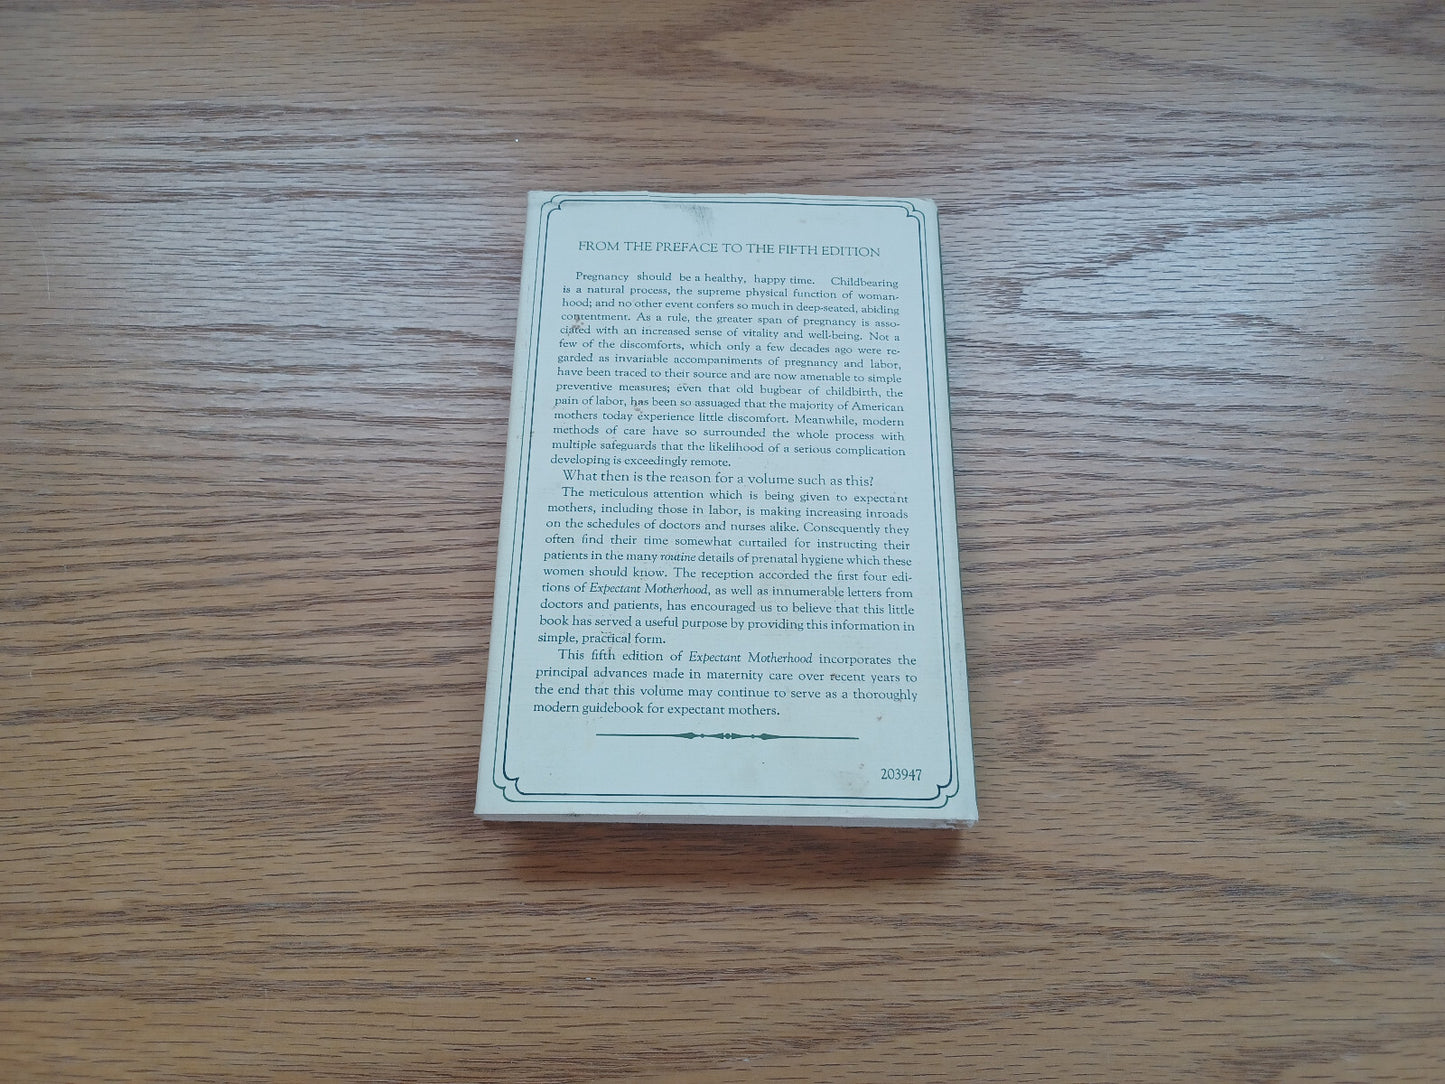 FROM THE PREFACE TO THE FIFTH EDITION
Pregnancy should be a healthy, happy time. Childbearing
is a natural process, the supreme physical function of woman-
hood; and no other event confers so much in deep-seated, abiding
contentment. As a rule, the greater span of pregnancy is asso-
ciated with an increased sense of vitality and well-being. Not a
few of the discomforts, which only a few decades ago were re-
garded as invariable accompaniments of pregnancy and labor,
have been traced to their source and are now amenable to simple
preventive measures; even that old bugbear of childbirth, the
pain of labor, has been so assuaged that the majority of American
mothers today experience little discomfort. Meanwhile, modern
methods of care have so surrounded the whole process with
multiple safeguards that the likelihood of a serious complication
developing is exceedingly remote.
What then is the reason for a volume such as this?
The meticulous attention which is being given to expectant
mothers, including those in labor, is making increasing inroads
on the schedules of doctors and nurses alike. Consequently they
often find their time somewhat curtailed for instructing their
patients in the many routine details of prenatal hygiene which these
women should know. The reception accorded the first four edi-
tions of Expectant Motherhood, as well as innumerable letters from
doctors and patients, has encouraged us to believe that this little
book has served a useful purpose by providing this information in
simple, practical form.
This fifth edition of Expectant Motherhood incorporates the
principal advances made in maternity care over recent years to
the end that this volume may continue to serve as a thoroughly
modern guidebook for expectant mothers.
203947